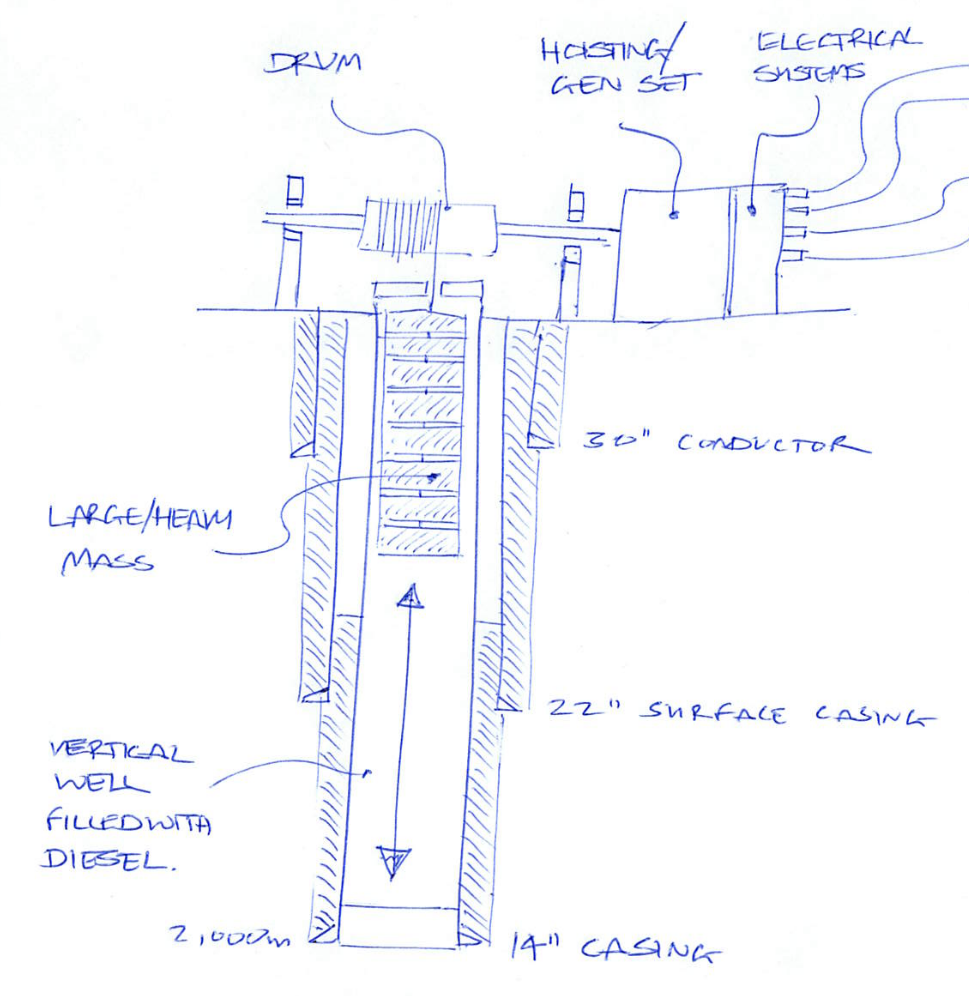 DRUM
HOISTING/
GEN SET
ELECTRICAL
SYSTEMS
30" CONDUCTOR
LARGE/HEAVY
MASS
22" SURFACE CASING
VERTICAL
WELL
FILLED WITH
DIESEL.
2,000m
14" CASING